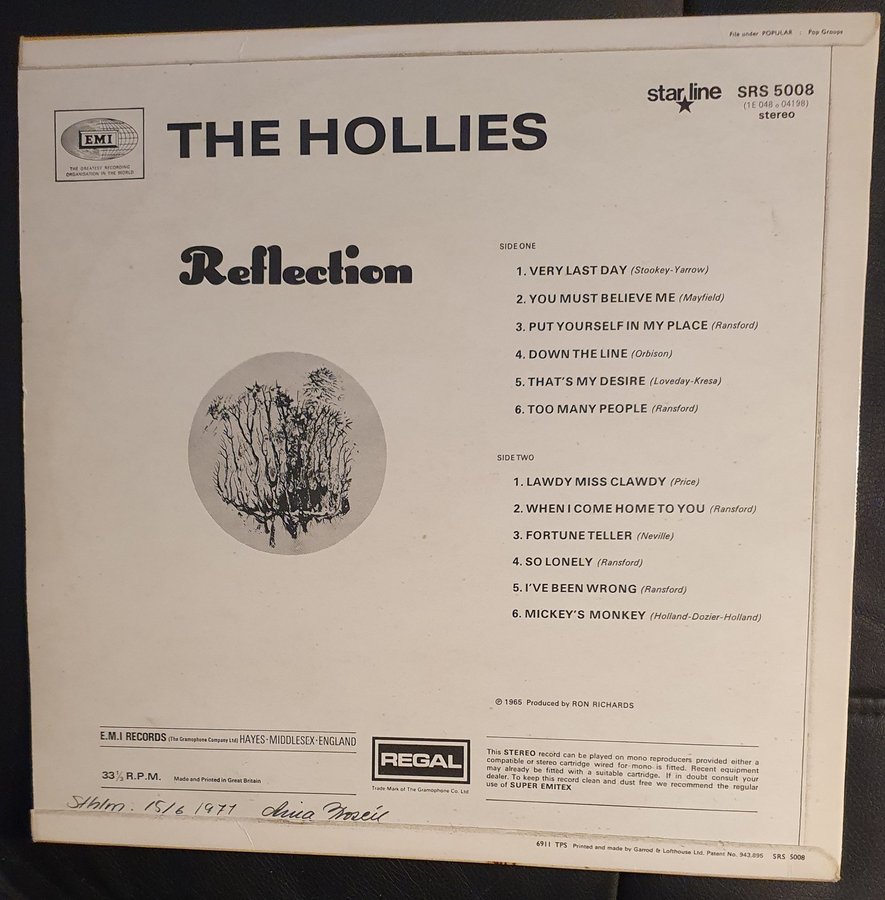 File under POPULAR : Pop Groups
star line SRS 5008
(1E 048 o 04198)
stereo
EMI
THE GREATEST RECORDING
ORGANISATION IN THE WORLD
THE HOLLIES
Reflection
SIDE ONE
1. VERY LAST DAY (Stookey-Yarrow)
2. YOU MUST BELIEVE ME (Mayfield)
3. PUT YOURSELF IN MY PLACE (Ransford)
4. DOWN THE LINE (Orbison)
5. THAT'S MY DESIRE (Loveday-Kresa)
6. TOO MANY PEOPLE (Ransford)
SIDE TWO
1. LAWDY MISS CLAWDY (Price)
2. WHEN I COME HOME TO YOU (Ransford)
3. FORTUNE TELLER (Neville)
4. SO LONELY (Ransford)
5. I'VE BEEN WRONG (Ransford)
6. MICKEY'S MONKEY (Holland-Dozier-Holland)
℗ 1965 Produced by RON RICHARDS
E.M.I RECORDS (The Gramophone Company Ltd) HAYES·MIDDLESEX·ENGLAND
33⅓ R.P.M. Made and Printed in Great Britain
REGAL
Trade Mark of The Gramophone Co. Ltd
This STEREO record can be played on mono reproducers provided either a
compatible or stereo cartridge wired for mono is fitted. Recent equipment
may already be fitted with a suitable cartridge. If in doubt consult your
dealer. To keep this record clean and dust free we recommend the regular
use of SUPER EMITEX
Sthlm. 15/6 1971
6911 TPS Printed and made by Garrod & Lofthouse Ltd. Patent No. 943,895 SRS 5008